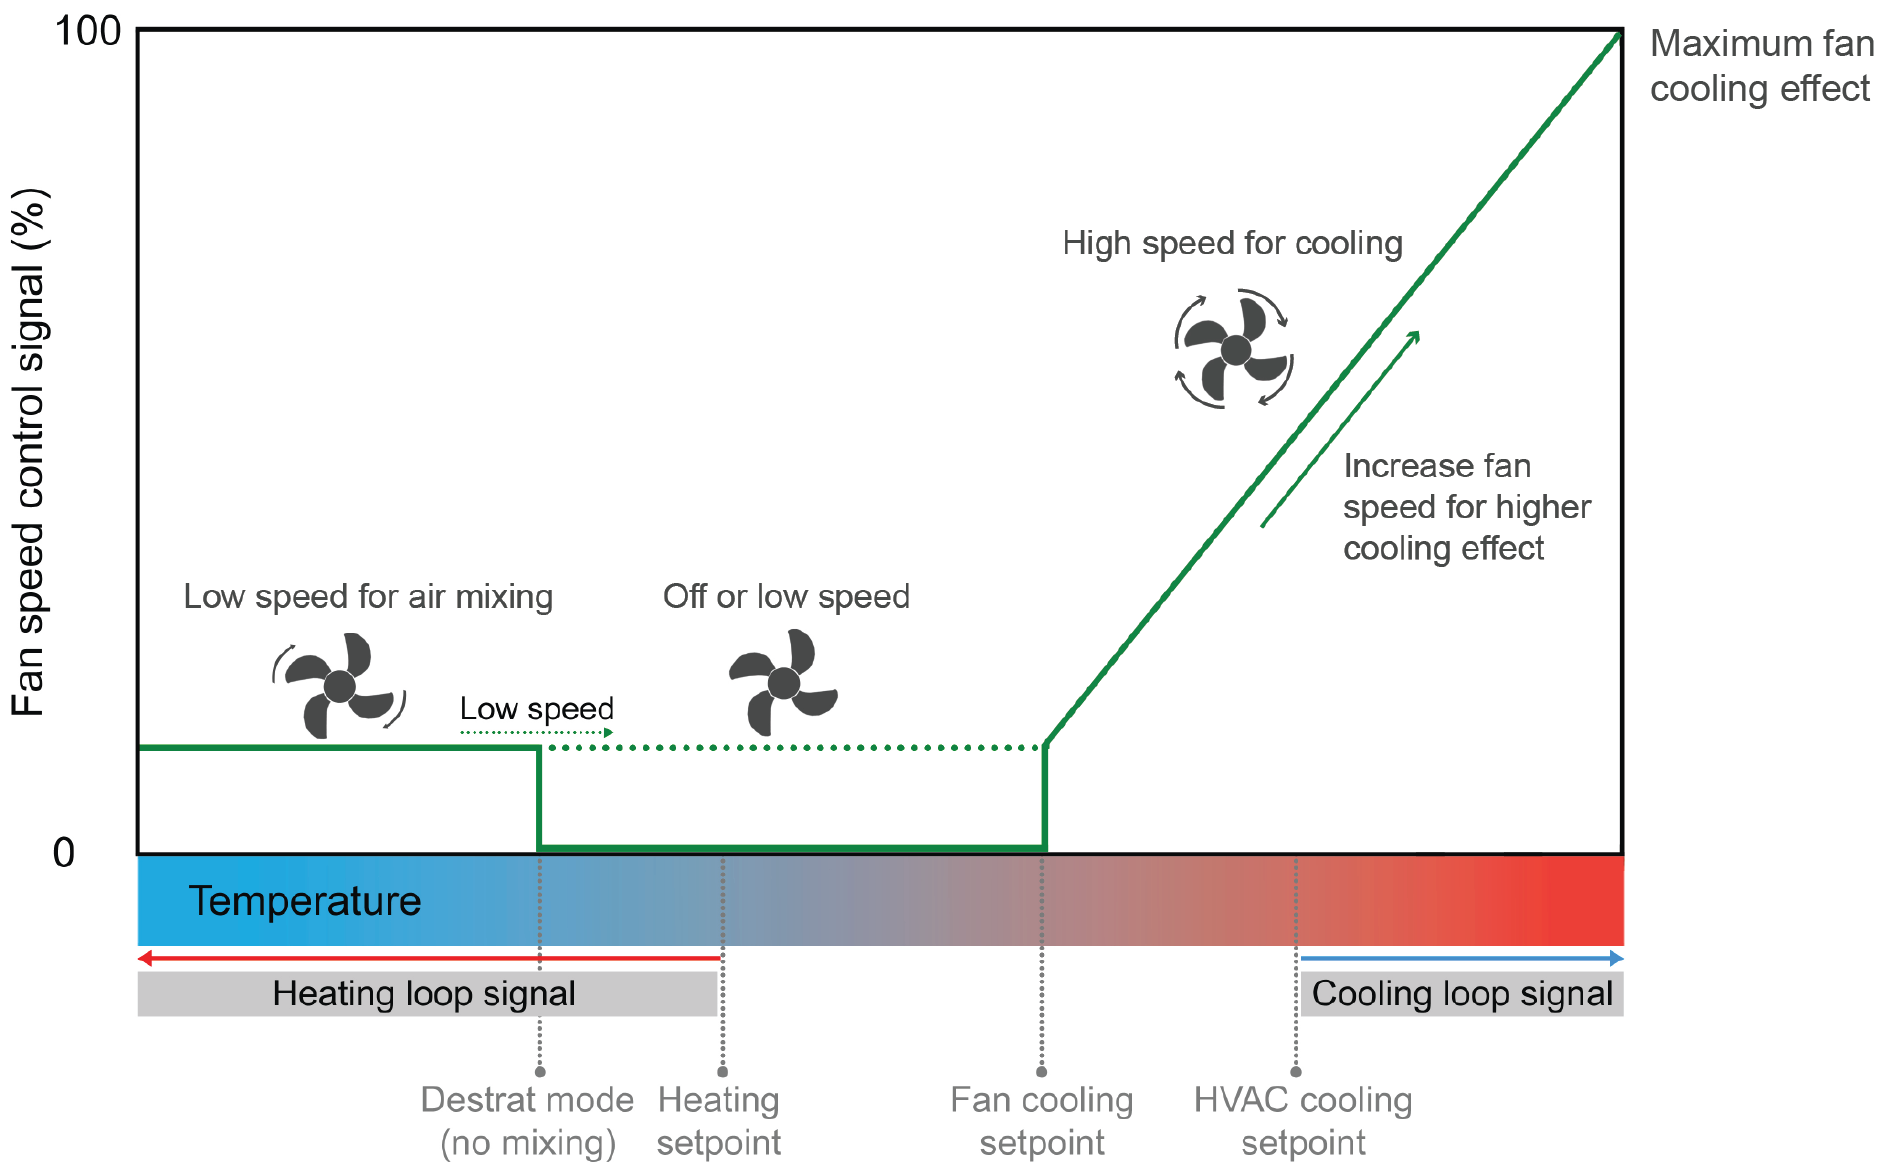 100
Maximum fan
cooling effect
Fan speed control signal (%)
High speed for cooling
Increase fan
speed for higher
cooling effect
Low speed for air mixing
Off or low speed
Low speed
0
Temperature
Heating loop signal
Cooling loop signal
Destrat mode
(no mixing)
Heating
setpoint
Fan cooling
setpoint
HVAC cooling
setpoint